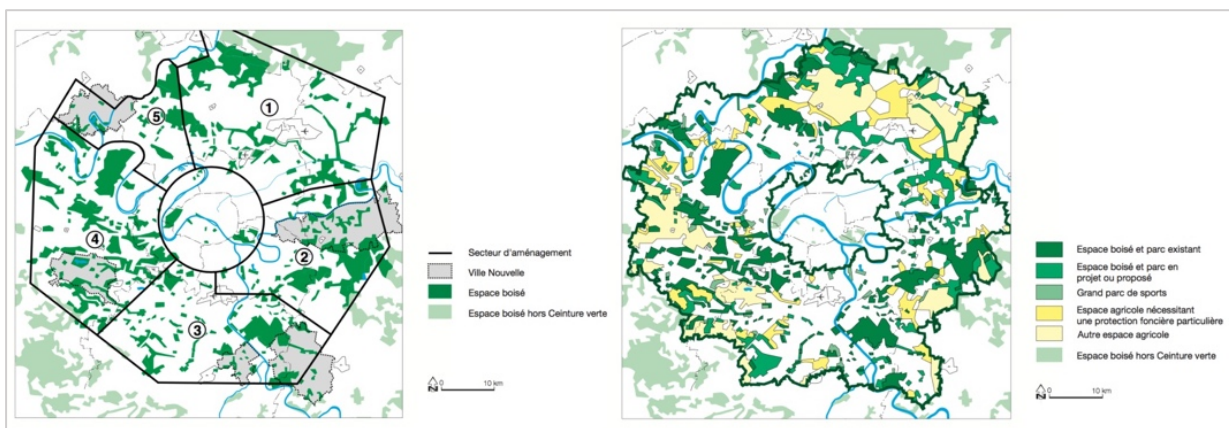 1
5
4
2
3
Secteur d'aménagement
Ville Nouvelle
Espace boisé
Espace boisé hors Ceinture verte
N
10 km
Espace boisé et parc existant
Espace boisé et parc en
projet ou proposé
Grand parc de sports
Espace agricole nécessitant
une protection foncière particulière
Autre espace agricole
Espace boisé hors Ceinture verte
N
10 km